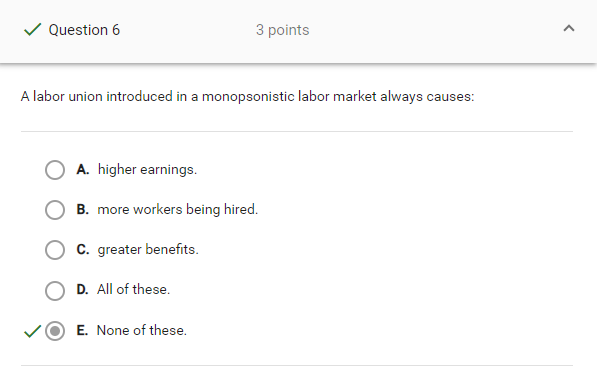 Question 6 3 points
A labor union introduced in a monopsonistic labor market always causes:
A. higher earnings.
B. more workers being hired.
C. greater benefits.
D. All of these.
E. None of these.